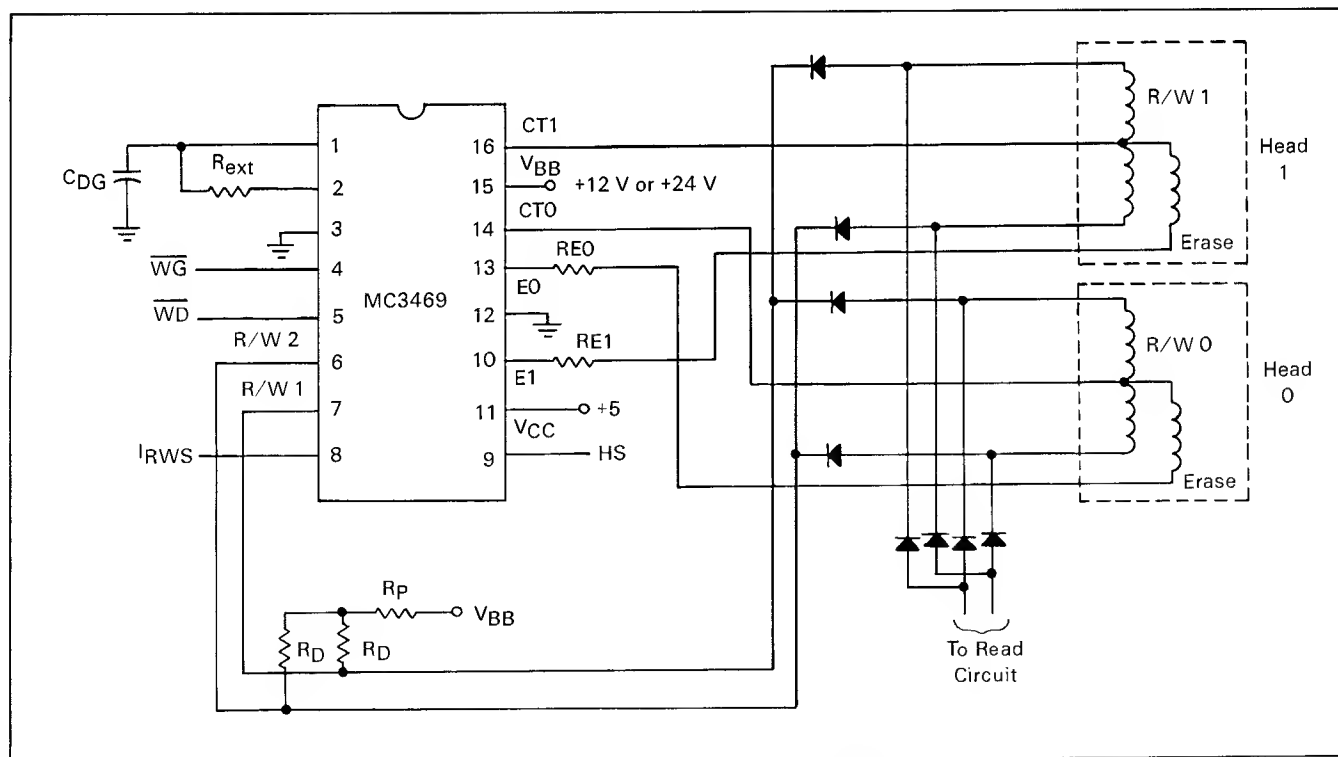 CT1
R/W 1
1
16
Head
1
Rext
VBB
CDG
2
15
+12 V or +24 V
CT0
3
14
RE0
Erase
WG
4
13
MC3469
E0
WD
5
12
R/W 2
RE1
R/W 0
6
10
Head
0
R/W 1
E1
7
11
+5
VCC
IRWS
8
9
HS
Erase
RP
VBB
RD
RD
To Read
Circuit